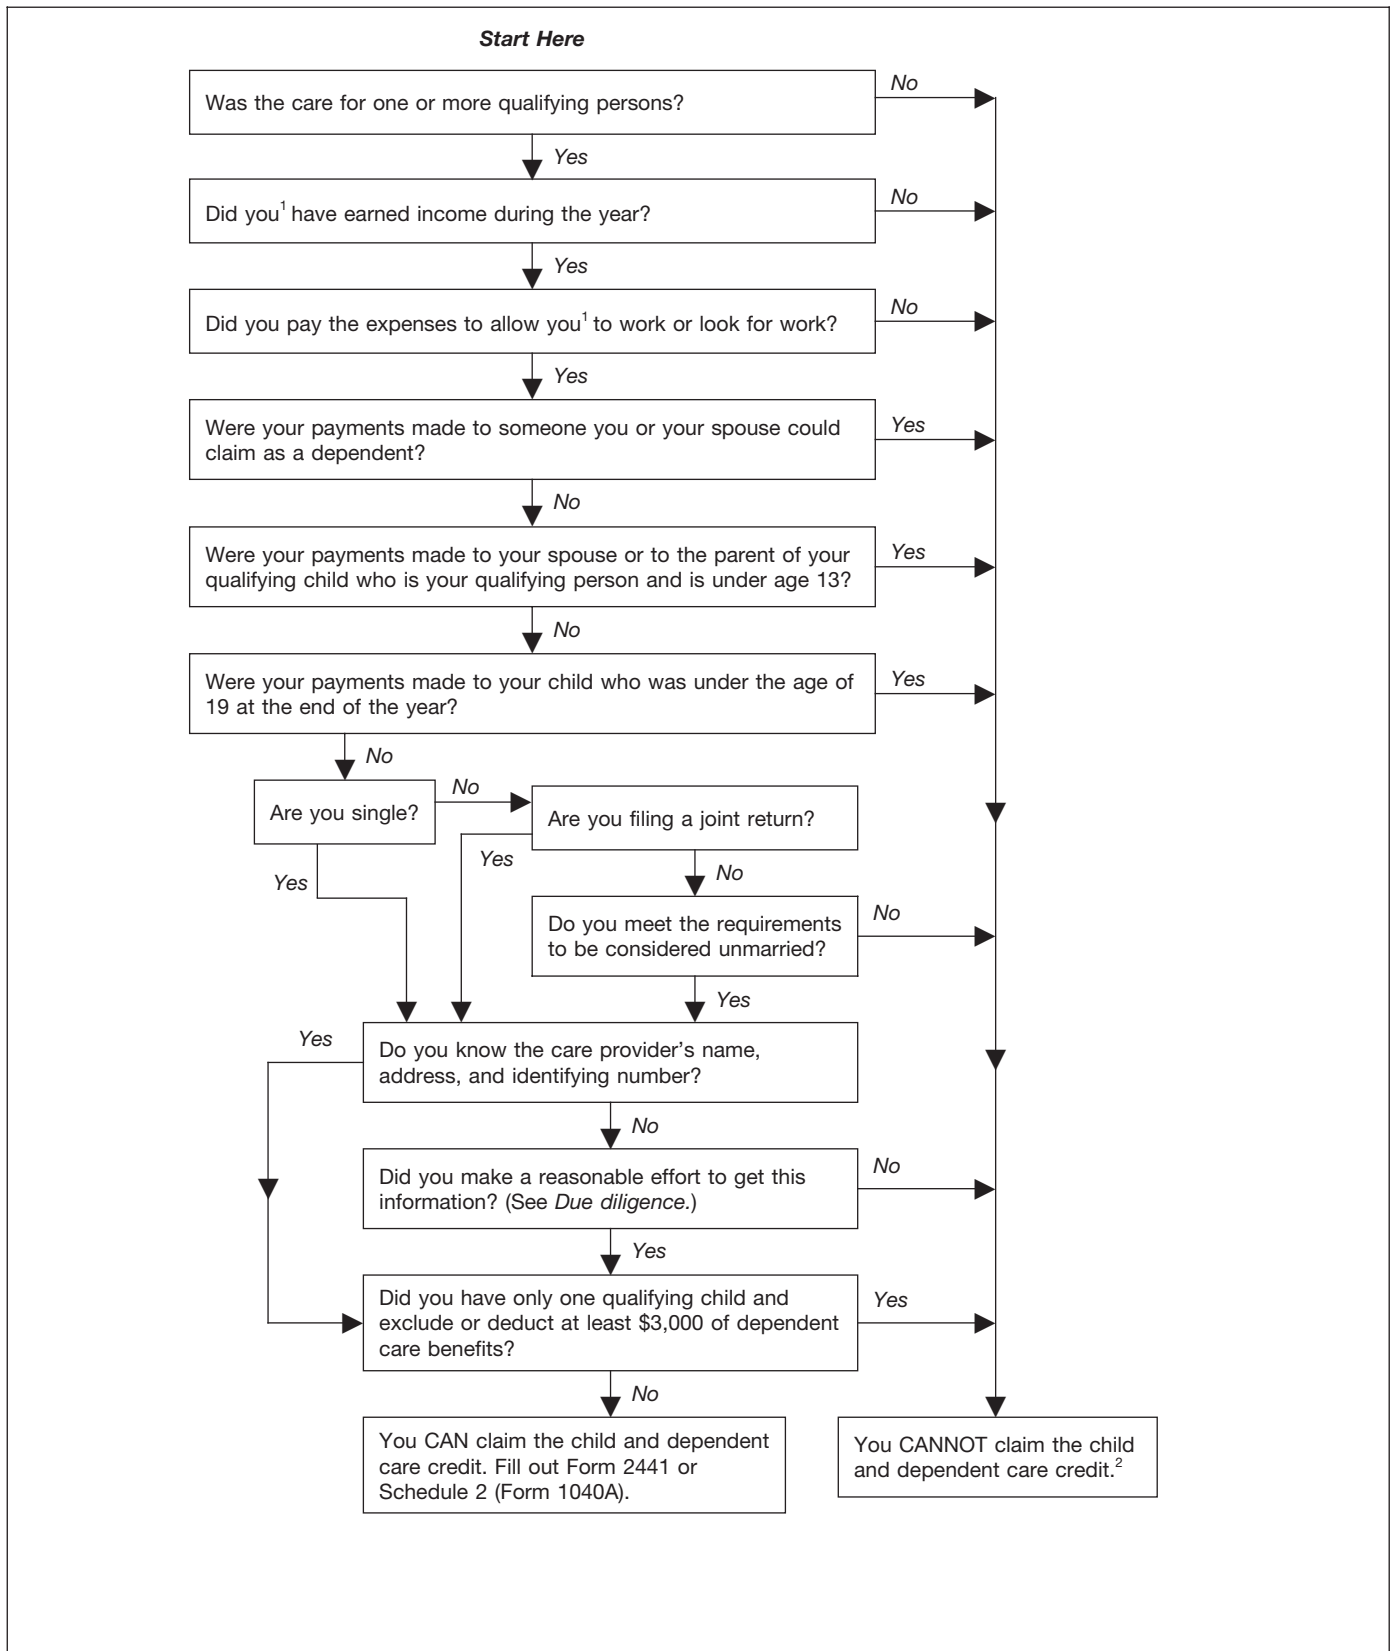 Start Here
Was the care for one or more qualifying persons?
No
Yes
Did you1 have earned income during the year?
No
Yes
Did you pay the expenses to allow you1 to work or look for work?
No
Yes
Were your payments made to someone you or your spouse could
claim as a dependent?
Yes
No
Were your payments made to your spouse or to the parent of your
qualifying child who is your qualifying person and is under age 13?
Yes
No
Were your payments made to your child who was under the age of
19 at the end of the year?
Yes
No
Are you single?
No
Are you filing a joint return?
Yes
Yes
No
Do you meet the requirements
to be considered unmarried?
No
Yes
Yes
Do you know the care provider's name,
address, and identifying number?
No
Did you make a reasonable effort to get this
information? (See Due diligence.)
No
Yes
Did you have only one qualifying child and
exclude or deduct at least $3,000 of dependent
care benefits?
Yes
No
You CAN claim the child and dependent
care credit. Fill out Form 2441 or
Schedule 2 (Form 1040A).
You CANNOT claim the child
and dependent care credit.2